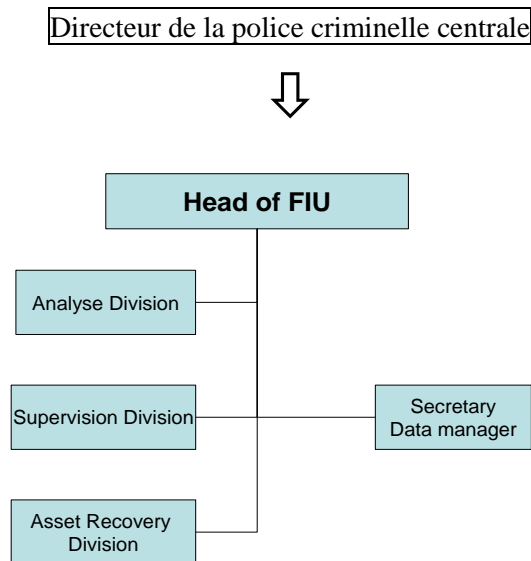 Directeur de la police criminelle centrale
Head of FIU
Analyse Division
Supervision Division
Secretary
Data manager
Asset Recovery
Division